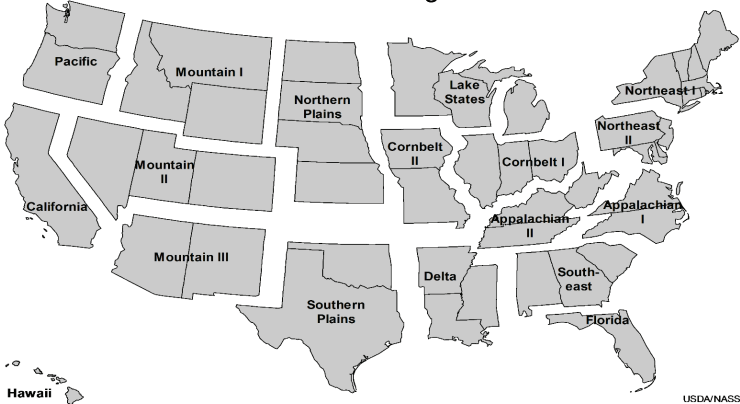 Pacific
Mountain I
Northern
Plains
Lake
States
Northeast I
Northeast
II
Cornbelt
II
Cornbelt I
Mountain
II
California
Appalachian
I
Appalachian
II
Mountain III
Delta
South-
east
Southern
Plains
Florida
Hawaii
USDA/NASS